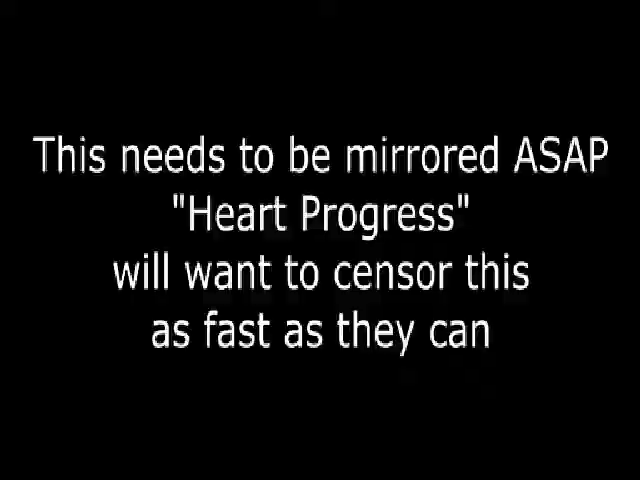 This needs to be mirrored ASAP
"Heart Progress"
will want to censor this
as fast as they can